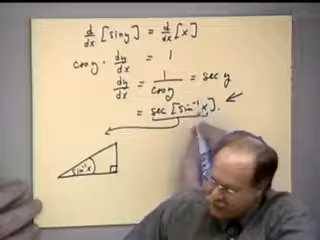 d/dx [sin y] = d/dx [x]
cos y · dy/dx = 1
dy/dx = 1/cos y = sec y
= sec [sin⁻¹ x].
sin⁻¹ x